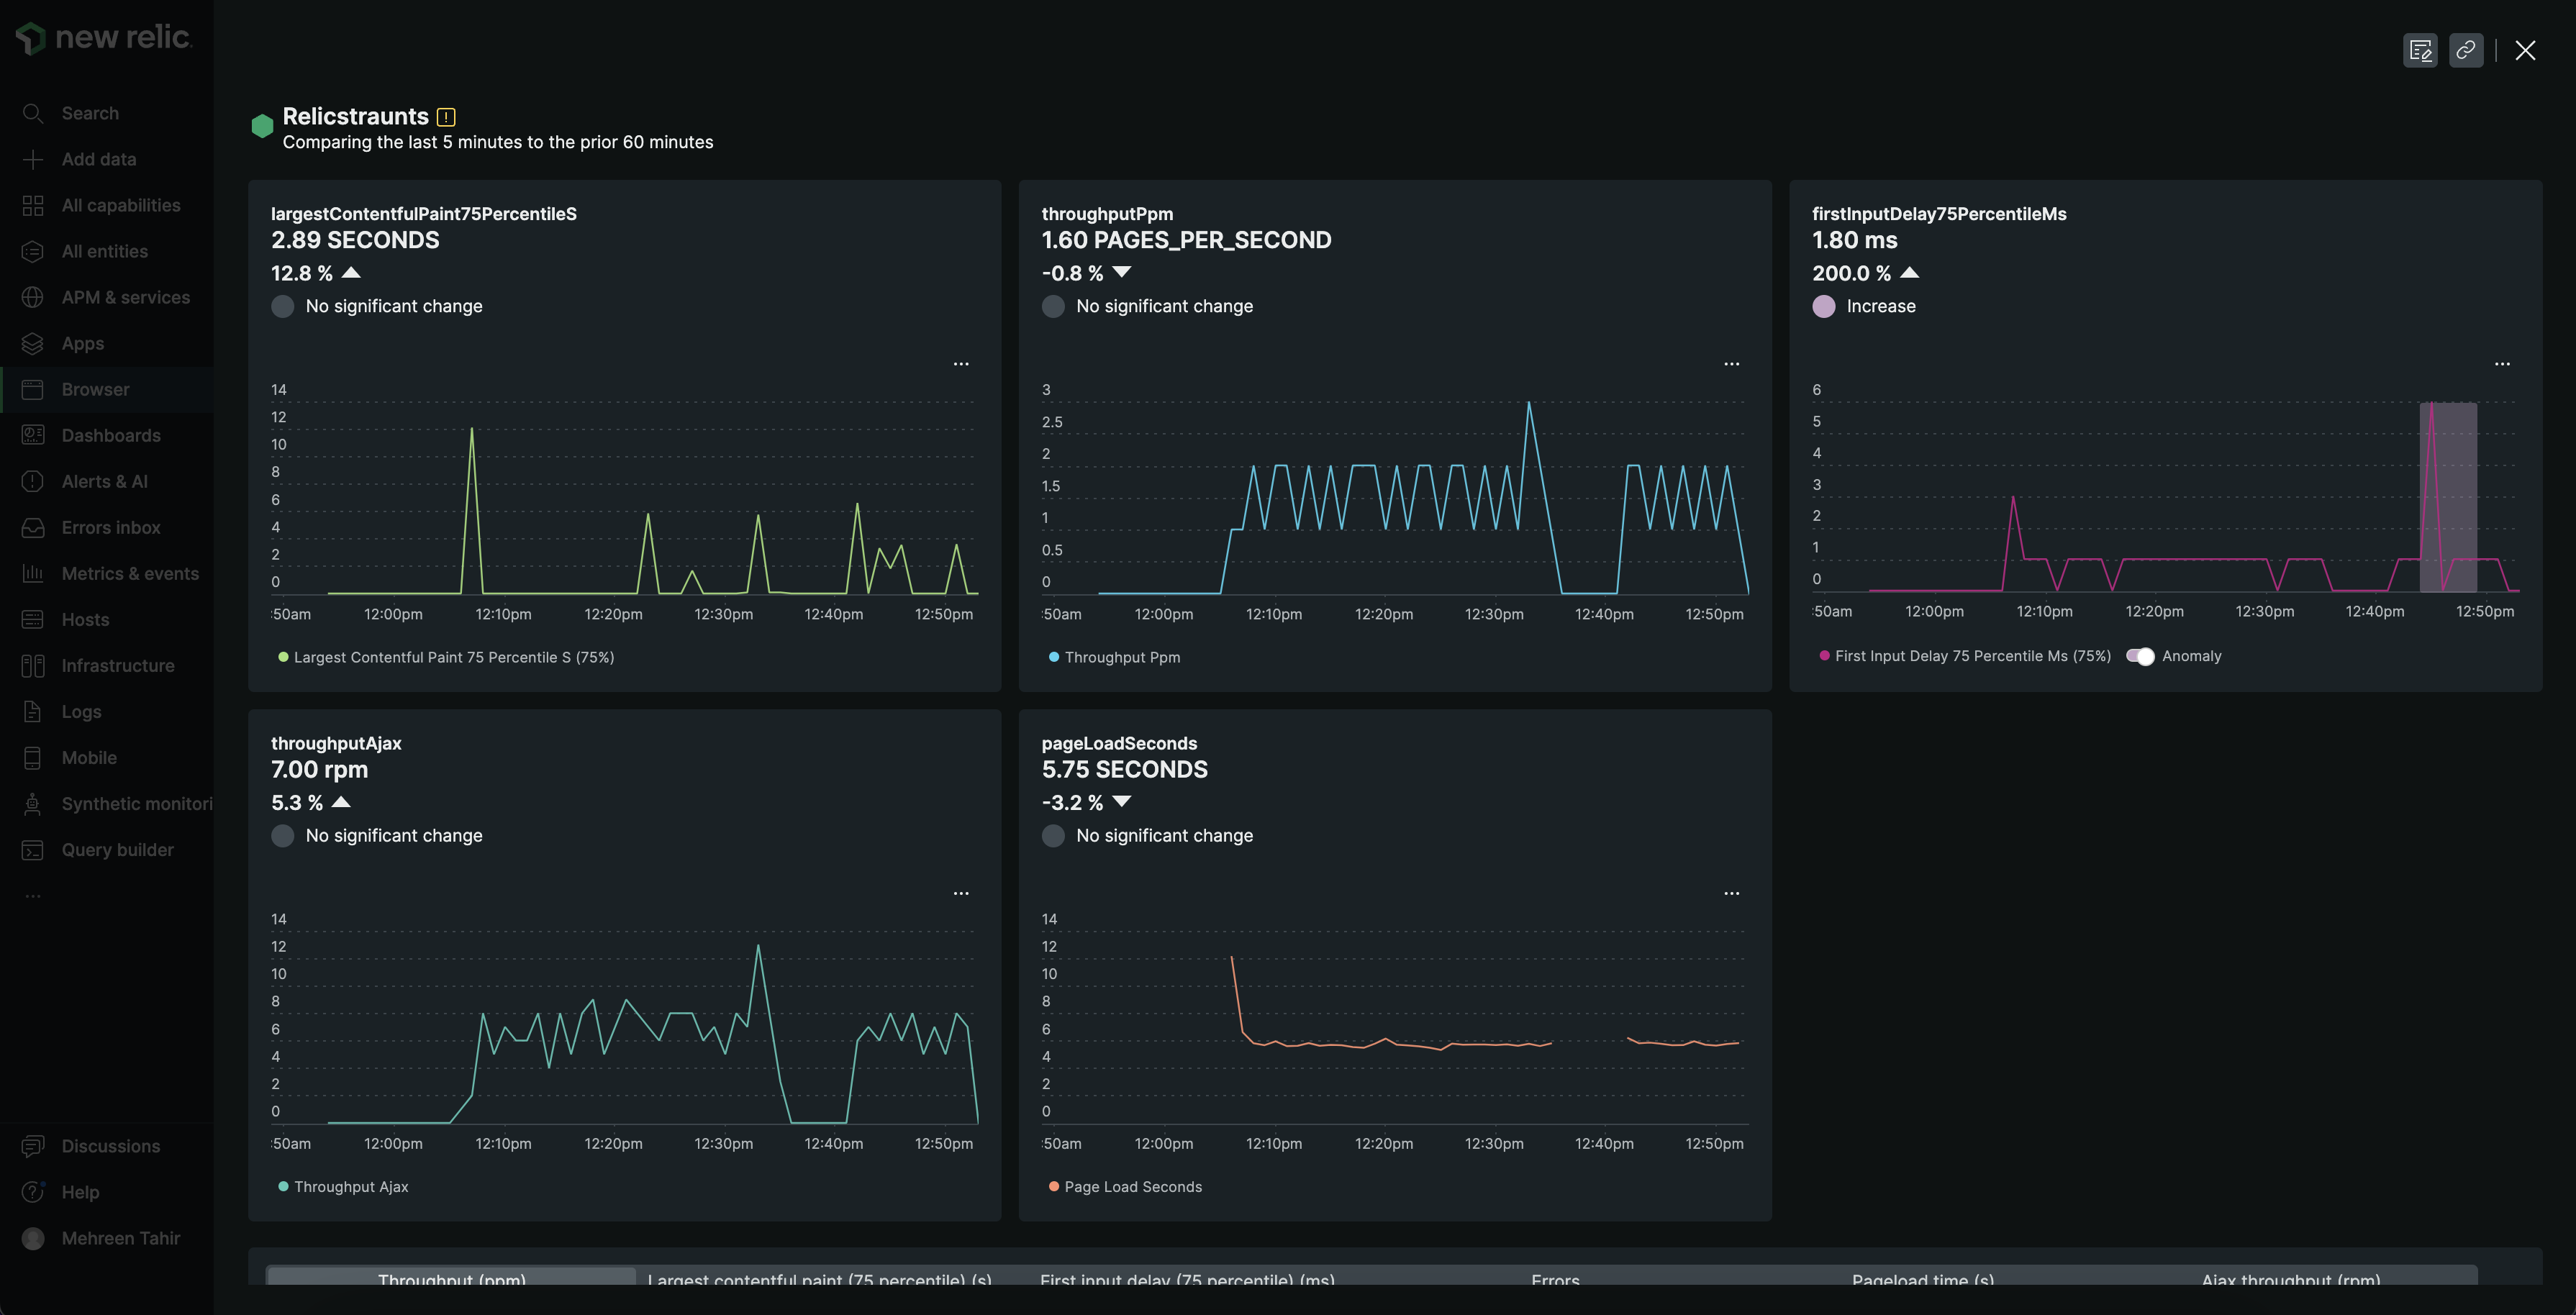 new relic.
Search
Add data
All capabilities
All entities
APM & services
Apps
Browser
Dashboards
Alerts & AI
Errors inbox
Metrics & events
Hosts
Infrastructure
Logs
Mobile
Synthetic monitori
Query builder
...
Discussions
Help
Mehreen Tahir
Relicstraunts
Comparing the last 5 minutes to the prior 60 minutes
largestContentfulPaint75PercentileS
2.89 SECONDS
12.8 %
No significant change
...
14
12
10
8
6
4
2
0
:50am 12:00pm 12:10pm 12:20pm 12:30pm 12:40pm 12:50pm
Largest Contentful Paint 75 Percentile S (75%)
throughputPpm
1.60 PAGES_PER_SECOND
-0.8 %
No significant change
...
3
2.5
2
1.5
1
0.5
0
:50am 12:00pm 12:10pm 12:20pm 12:30pm 12:40pm 12:50pm
Throughput Ppm
firstInputDelay75PercentileMs
1.80 ms
200.0 %
Increase
...
6
5
4
3
2
1
0
:50am 12:00pm 12:10pm 12:20pm 12:30pm 12:40pm 12:50pm
First Input Delay 75 Percentile Ms (75%) Anomaly
throughputAjax
7.00 rpm
5.3 %
No significant change
...
14
12
10
8
6
4
2
0
:50am 12:00pm 12:10pm 12:20pm 12:30pm 12:40pm 12:50pm
Throughput Ajax
pageLoadSeconds
5.75 SECONDS
-3.2 %
No significant change
...
14
12
10
8
6
4
2
0
:50am 12:00pm 12:10pm 12:20pm 12:30pm 12:40pm 12:50pm
Page Load Seconds
Throughput (ppm) Largest contentful paint (75 percentile) (s) First input delay (75 percentile) (ms) Errors Pageload time (s) Ajax throughput (rpm)